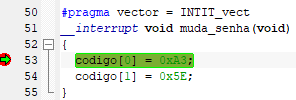 50 #pragma vector = INTIT_vect
51 __interrupt void muda_senha(void)
52 {
53 codigo[0] = 0xA3;
54 codigo[1] = 0x5E;
55 }